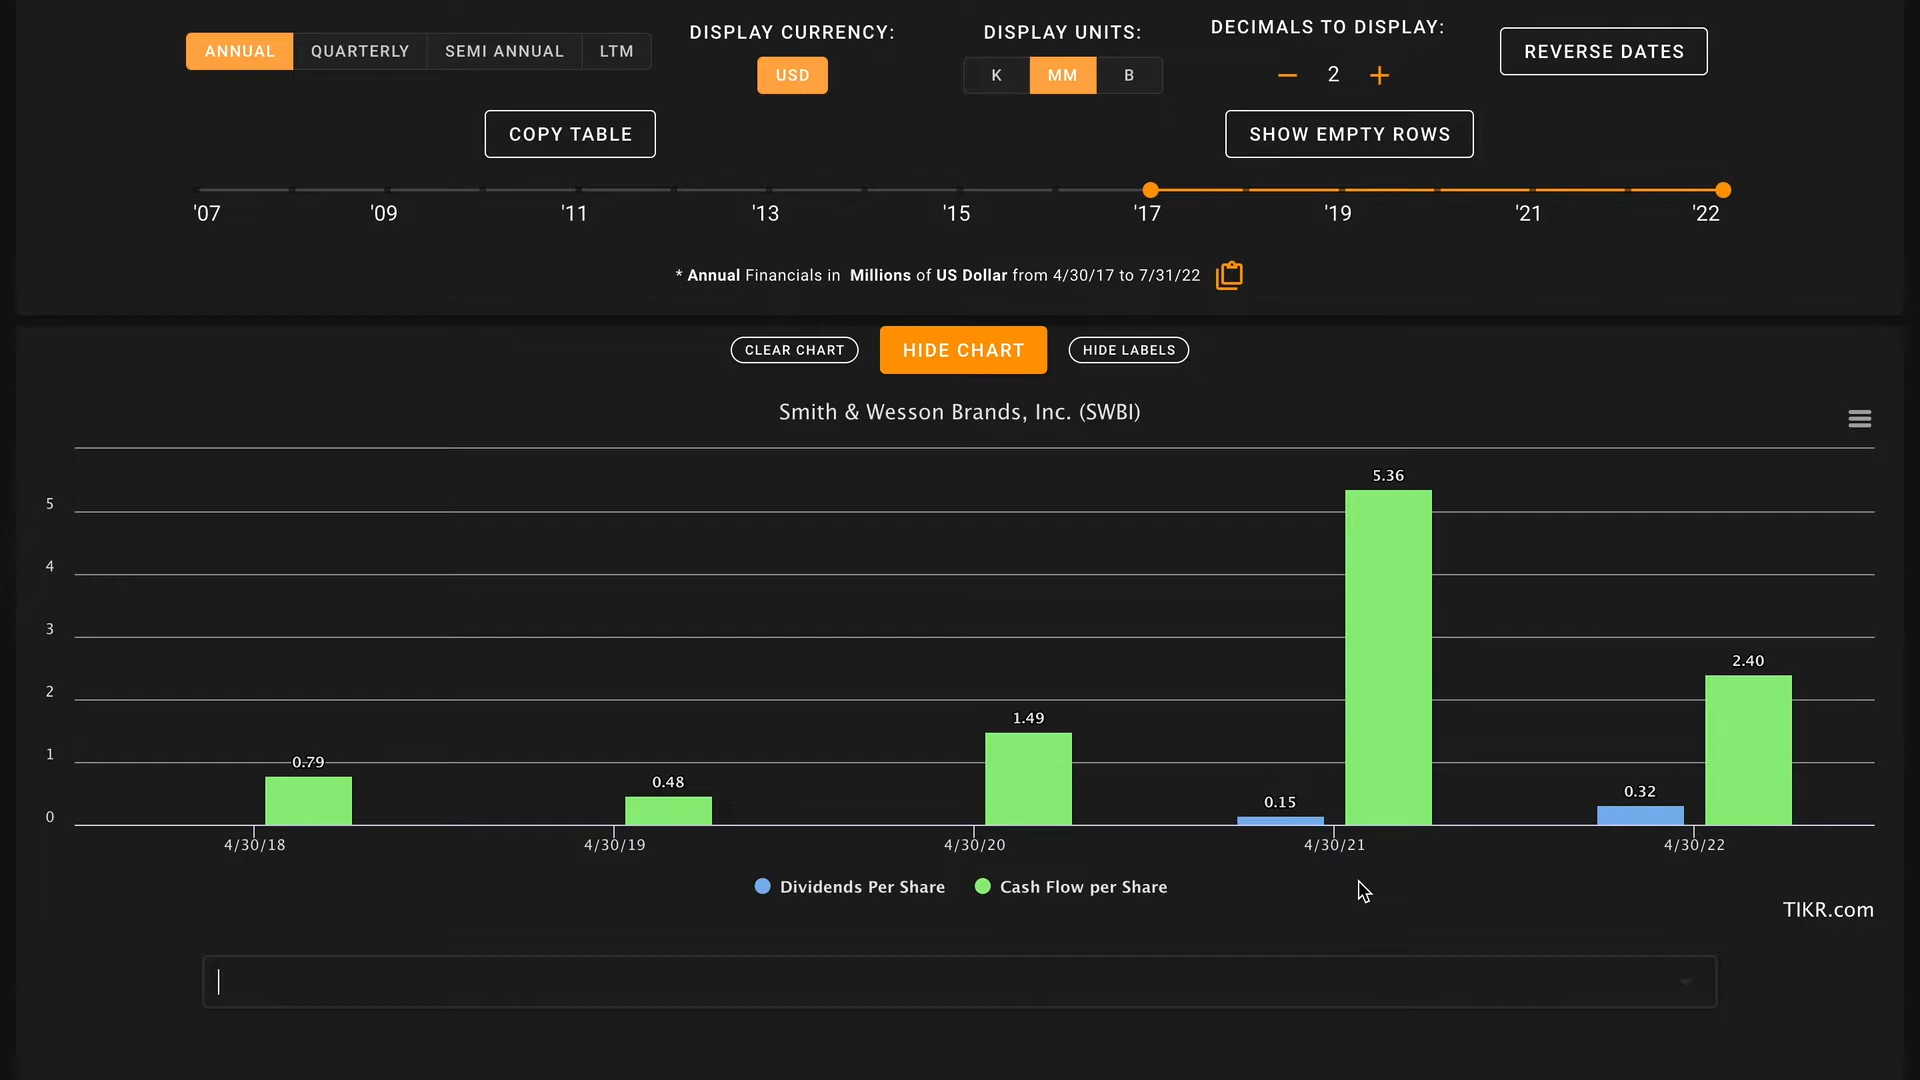 ANNUAL QUARTERLY SEMI ANNUAL LTM
DISPLAY CURRENCY:
USD
DISPLAY UNITS:
K MM B
DECIMALS TO DISPLAY:
− 2 +
REVERSE DATES
COPY TABLE
SHOW EMPTY ROWS
'07 '09 '11 '13 '15 '17 '19 '21 '22
* Annual Financials in Millions of US Dollar from 4/30/17 to 7/31/22
CLEAR CHART HIDE CHART HIDE LABELS
Smith & Wesson Brands, Inc. (SWBI)
5
4
3
2
1
0
0.79
0.48
1.49
0.15
5.36
0.32
2.40
4/30/18 4/30/19 4/30/20 4/30/21 4/30/22
Dividends Per Share Cash Flow per Share
TIKR.com